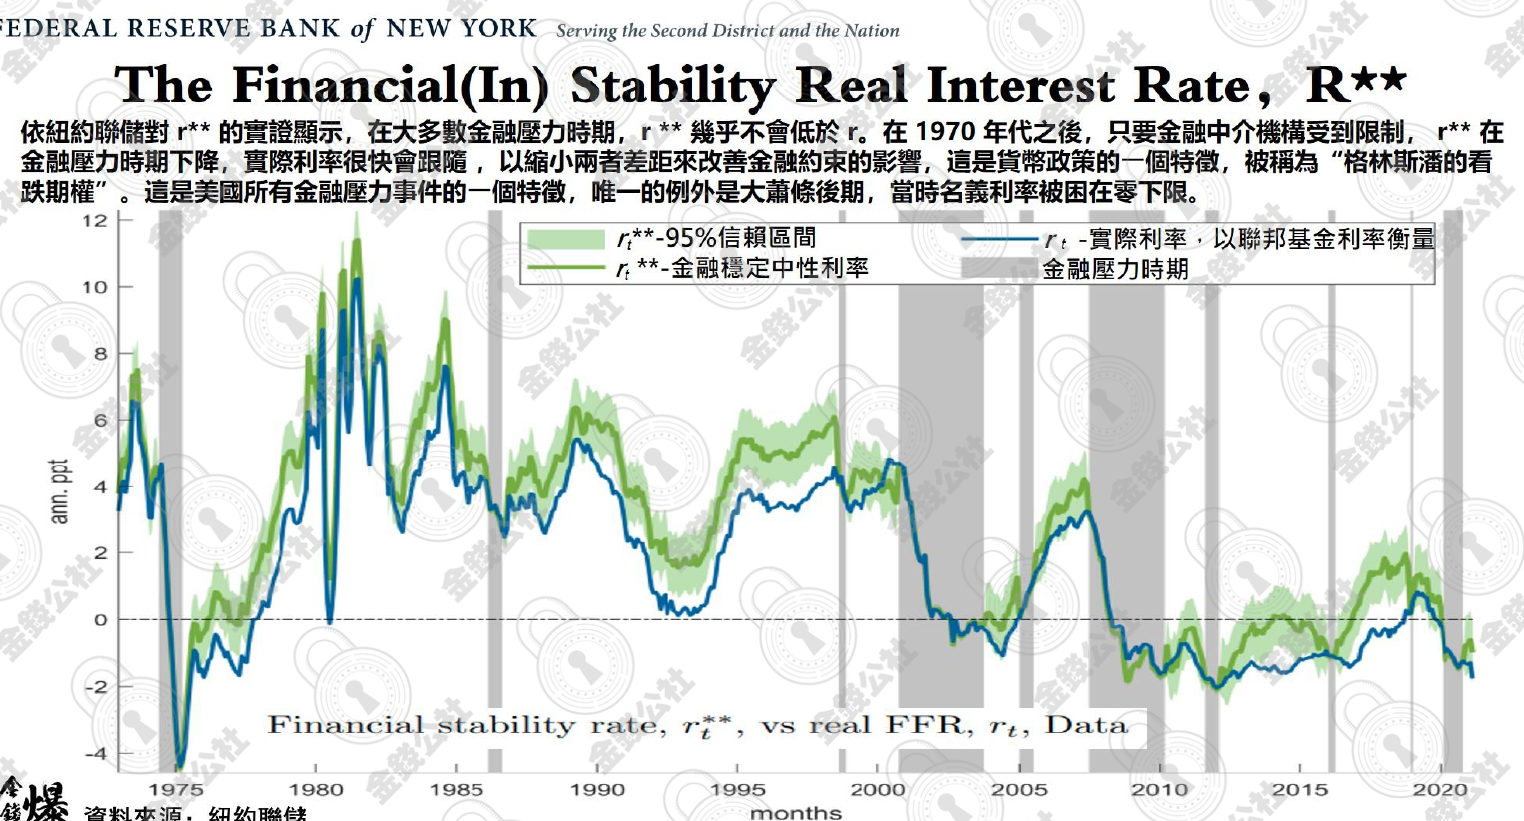 FEDERAL RESERVE BANK of NEW YORK Serving the Second District and the Nation
The Financial(In) Stability Real Interest Rate, R★★
依紐約聯儲對 r** 的實證顯示，在大多數金融壓力時期，r ** 幾乎不會低於 r。在 1970 年代之後，只要金融中介機構受到限制， r** 在
金融壓力時期下降，實際利率很快會跟隨 ，以縮小兩者差距來改善金融約束的影響，這是貨幣政策的一個特徵，被稱為 “格林斯潘的看
跌期權” 。這是美國所有金融壓力事件的一個特徵，唯一的例外是大蕭條後期，當時名義利率被困在零下限。
rt**-95%信賴區間
rt -實際利率，以聯邦基金利率衡量
rt **-金融穩定中性利率
金融壓力時期
12
10
8
6
4
2
0
-2
-4
ann. ppt
Financial stability rate, rt**, vs real FFR, rt, Data
1975 1980 1985 1990 1995 2000 2005 2010 2015 2020
months
金錢爆
資料來源：紐約聯儲
金錢公社